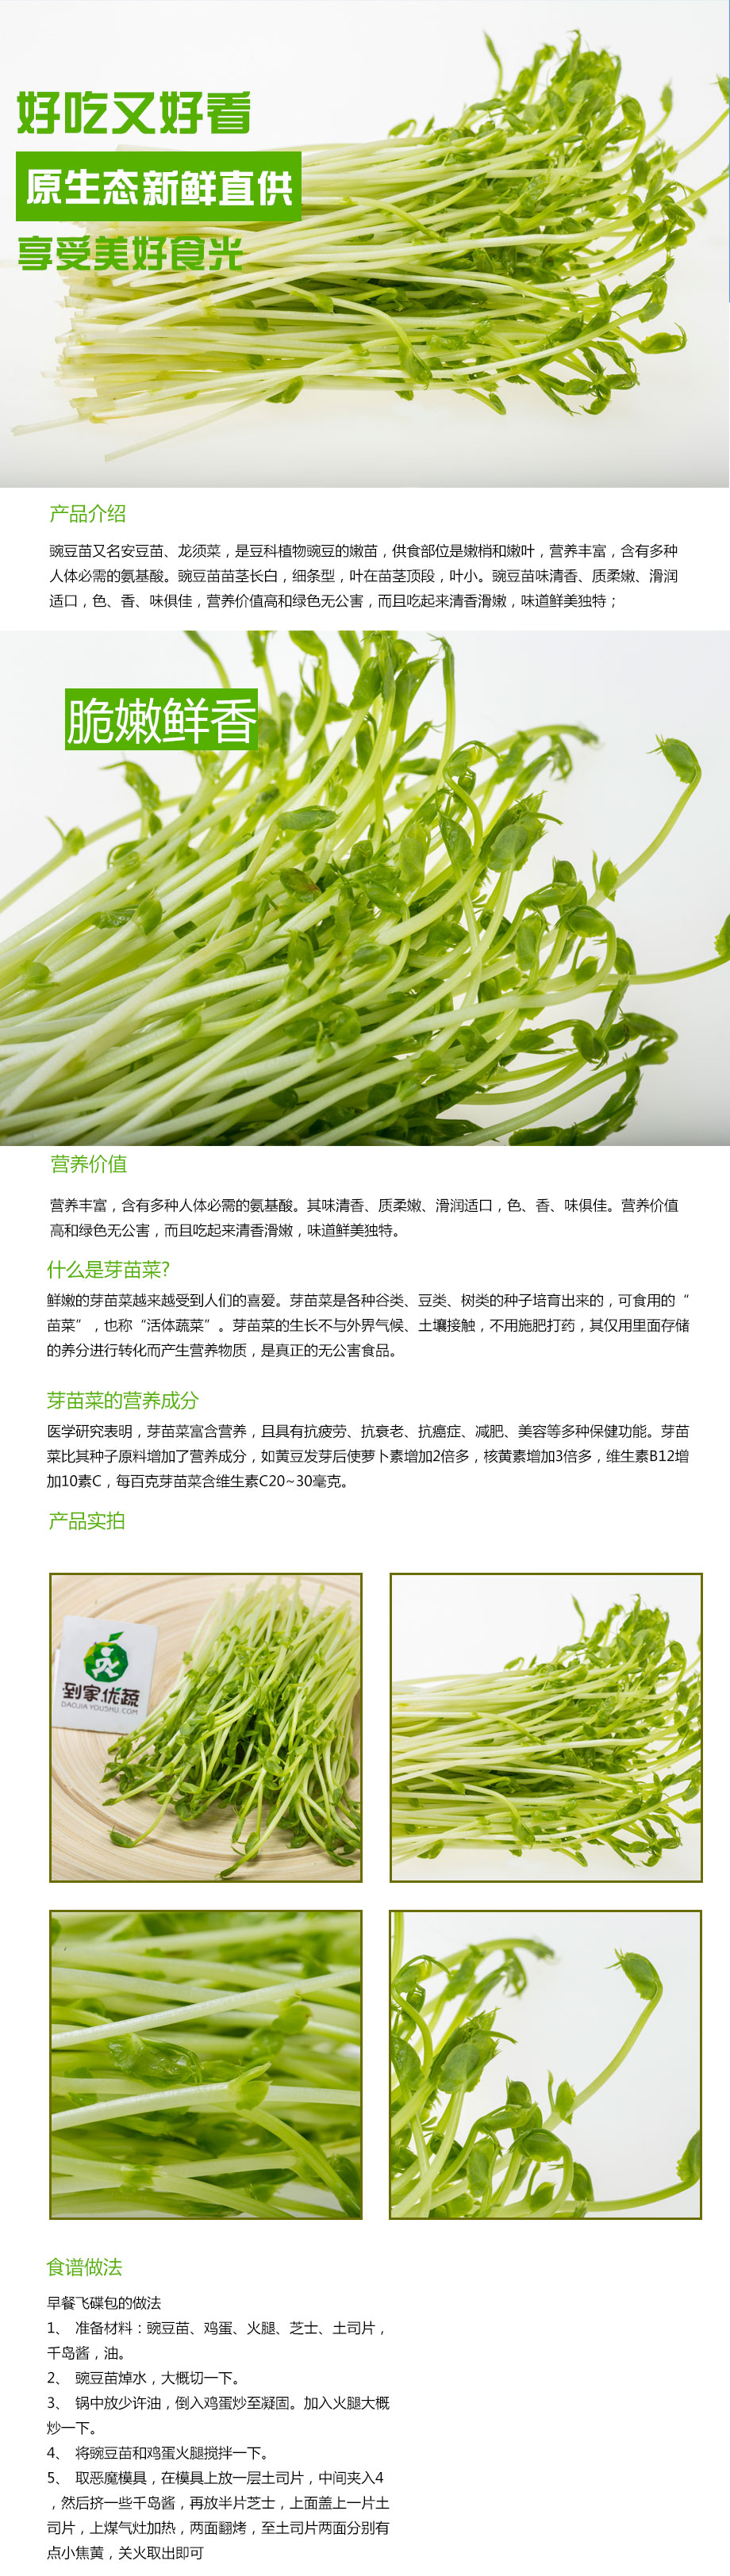 好吃又好看
原生态新鲜直供
享受美好食光
产品介绍
豌豆苗又名安豆苗、龙须菜，是豆科植物豌豆的嫩苗，供食部位是嫩梢和嫩叶，营养丰富，含有多种
人体必需的氨基酸。豌豆苗苗茎长白，细条型，叶在苗茎顶段，叶小。豌豆苗味清香、质柔嫩、滑润
适口，色、香、味俱佳，营养价值高和绿色无公害，而且吃起来清香滑嫩，味道鲜美独特；
脆嫩鲜香
营养价值
营养丰富，含有多种人体必需的氨基酸。其味清香、质柔嫩、滑润适口，色、香、味俱佳。营养价值
高和绿色无公害，而且吃起来清香滑嫩，味道鲜美独特。
什么是芽苗菜?
鲜嫩的芽苗菜越来越受到人们的喜爱。芽苗菜是各种谷类、豆类、树类的种子培育出来的，可食用的“
苗菜”，也称“活体蔬菜”。芽苗菜的生长不与外界气候、土壤接触，不用施肥打药，其仅用里面存储
的养分进行转化而产生营养物质，是真正的无公害食品。
芽苗菜的营养成分
医学研究表明，芽苗菜富含营养，且具有抗疲劳、抗衰老、抗癌症、减肥、美容等多种保健功能。芽苗
菜比其种子原料增加了营养成分，如黄豆发芽后使萝卜素增加2倍多，核黄素增加3倍多，维生素B12增
加10素C，每百克芽苗菜含维生素C20~30毫克。
产品实拍
到家优蔬
DAOJIA YOUSHU.COM
食谱做法
早餐飞碟包的做法
1、 准备材料：豌豆苗、鸡蛋、火腿、芝士、土司片，
千岛酱，油。
2、 豌豆苗焯水，大概切一下。
3、 锅中放少许油，倒入鸡蛋炒至凝固。加入火腿大概
炒一下。
4、 将豌豆苗和鸡蛋火腿搅拌一下。
5、 取恶魔模具，在模具上放一层土司片，中间夹入4
，然后挤一些千岛酱，再放半片芝士，上面盖上一片土
司片，上煤气灶加热，两面翻烤，至土司片两面分别有
点小焦黄，关火取出即可